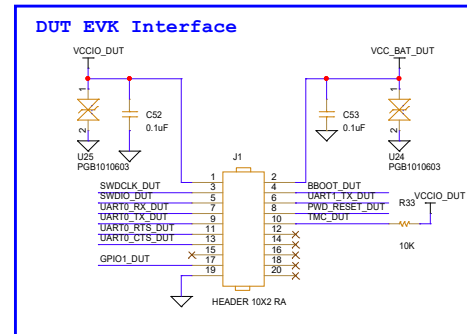 DUT EVK Interface
VCCIO_DUT
VCC_BAT_DUT
1
2
C52
0.1uF
U25
PGB1010603
C53
0.1uF
1
2
U24
PGB1010603
J1
1 2
SWDCLK_DUT 3 4 BBOOT_DUT
SWDIO_DUT 5 6 UART1_TX_DUT
UART0_RX_DUT 7 8 PWD_RESET_DUT
UART0_TX_DUT 9 10 TMC_DUT
UART0_RTS_DUT 11 12
UART0_CTS_DUT 13 14
15 16
GPIO1_DUT 17 18
19 20
R33
VCCIO_DUT
10K
HEADER 10X2 RA